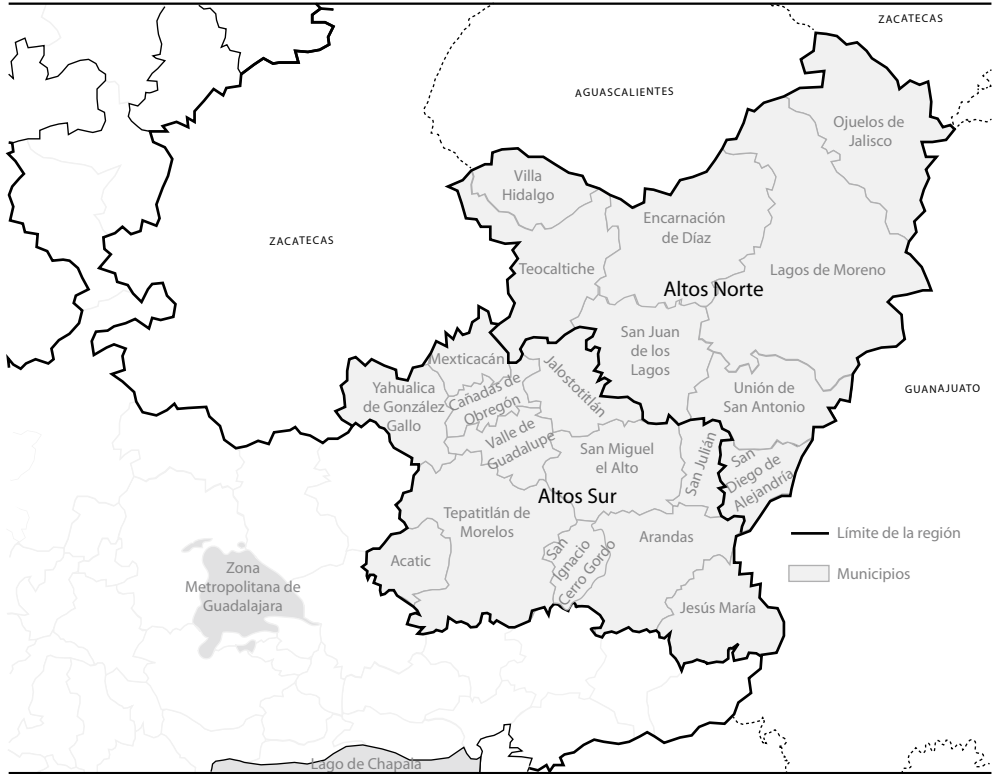 ZACATECAS
AGUASCALIENTES
Ojuelos de
Jalisco
Villa
Hidalgo
Encarnación
de Díaz
ZACATECAS
Teocaltiche
Lagos de Moreno
Altos Norte
San Juan
de los
Lagos
Mexticacán
Jalostotitlán
Yahualica
de González
Gallo
Cañadas de
Obregón
Unión de
San Antonio
GUANAJUATO
Valle de
Guadalupe
San Miguel
el Alto
San Julián
San
Diego de
Alejandría
Altos Sur
Tepatitlán de
Morelos
Arandas
Límite de la región
San
Ignacio
Cerro Gordo
Acatic
Zona
Metropolitana de
Guadalajara
Municipios
Jesús María
Lago de Chapala